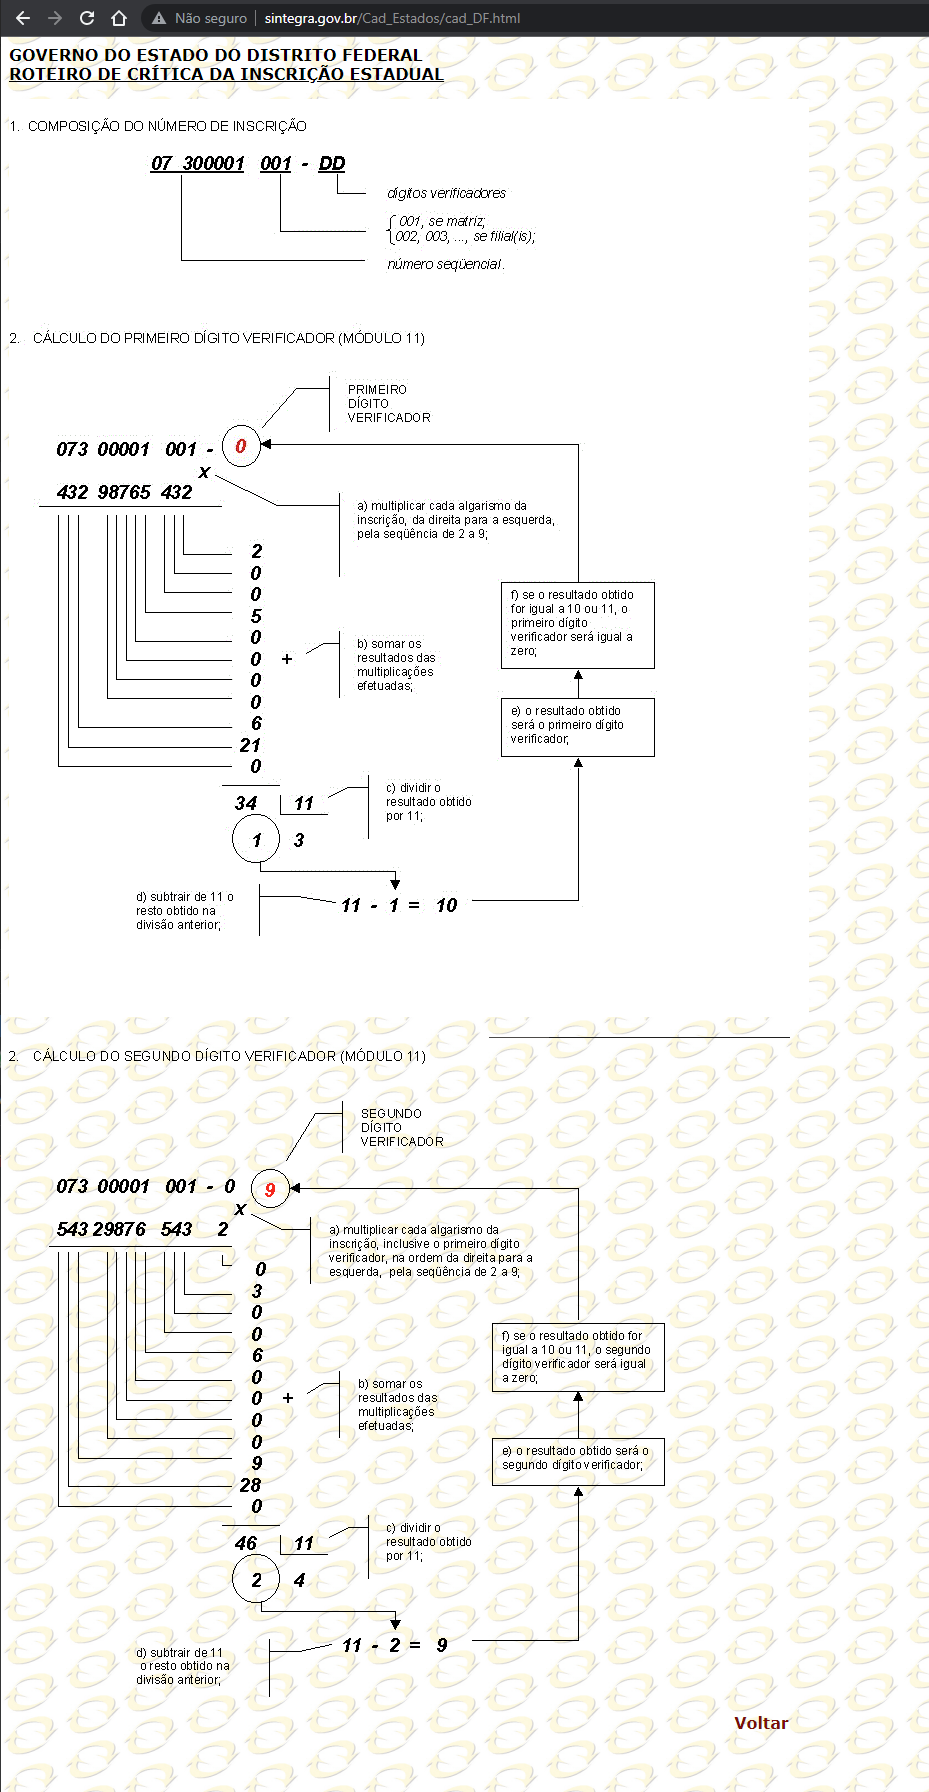 Não seguro | sintegra.gov.br/Cad_Estados/cad_DF.html
GOVERNO DO ESTADO DO DISTRITO FEDERAL
ROTEIRO DE CRÍTICA DA INSCRIÇÃO ESTADUAL
1. COMPOSIÇÃO DO NÚMERO DE INSCRIÇÃO
07 300001 001 - DD
dígitos verificadores
001, se matriz;
002, 003, ..., se filial(is);
número seqüencial.
2. CÁLCULO DO PRIMEIRO DÍGITO VERIFICADOR (MÓDULO 11)
PRIMEIRO
DÍGITO
VERIFICADOR
073 00001 001 - 0
x
432 98765 432
a) multiplicar cada algarismo da
inscrição, da direita para a esquerda,
pela seqüência de 2 a 9;
2
0
0
5
0
0 +
0
0
6
21
0
b) somar os
resultados das
multiplicações
efetuadas;
f) se o resultado obtido
for igual a 10 ou 11, o
primeiro dígito
verificador será igual a
zero;
e) o resultado obtido
será o primeiro dígito
verificador;
34 11
1 3
c) dividir o
resultado obtido
por 11;
d) subtrair de 11 o
resto obtido na
divisão anterior;
11 - 1 = 10
2. CÁLCULO DO SEGUNDO DÍGITO VERIFICADOR (MÓDULO 11)
SEGUNDO
DÍGITO
VERIFICADOR
073 00001 001 - 0 9
x
543 29876 543 2
a) multiplicar cada algarismo da
inscrição, inclusive o primeiro dígito
verificador, na ordem da direita para a
esquerda, pela seqüência de 2 a 9;
0
3
0
0
6
0
0 +
0
0
9
28
0
b) somar os
resultados das
multiplicações
efetuadas;
f) se o resultado obtido for
igual a 10 ou 11, o segundo
dígito verificador será igual
a zero;
e) o resultado obtido será o
segundo dígito verificador;
46 11
2 4
c) dividir o
resultado obtido
por 11;
d) subtrair de 11
o resto obtido na
divisão anterior;
11 - 2 = 9
Voltar